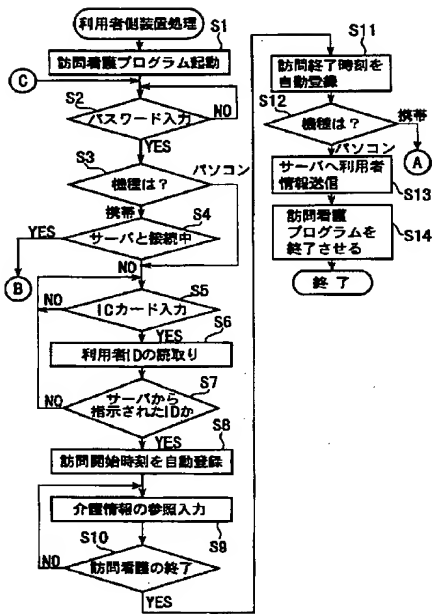 利用者側装置処理
S1
訪問看護プログラム起動
C
S2
パスワード入力
NO
YES
S3
機種は?
パソコン
携帯
S4
YES
サーバと接続中
B
NO
S5
NO
ICカード入力
YES
S6
利用者IDの読取り
S7
NO
サーバから
指示されたIDか
YES
S8
訪問開始時刻を自動登録
介護情報の参照入力
S9
S10
NO
訪問看護の終了
YES
S11
訪問終了時刻を
自動登録
S12
機種は?
携帯
A
パソコン
サーバへ利用者
情報送信
S13
訪問看護
プログラムを
終了させる
S14
終了